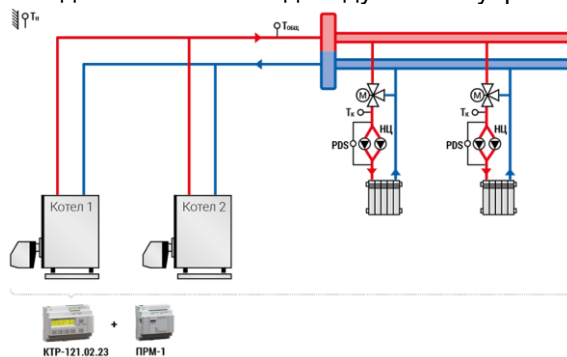 Tн
Tобщ
M
M
Tк
Tк
НЦ
НЦ
PDS
PDS
Котел 1
Котел 2
+
КТР-121.02.23
ПРМ-1